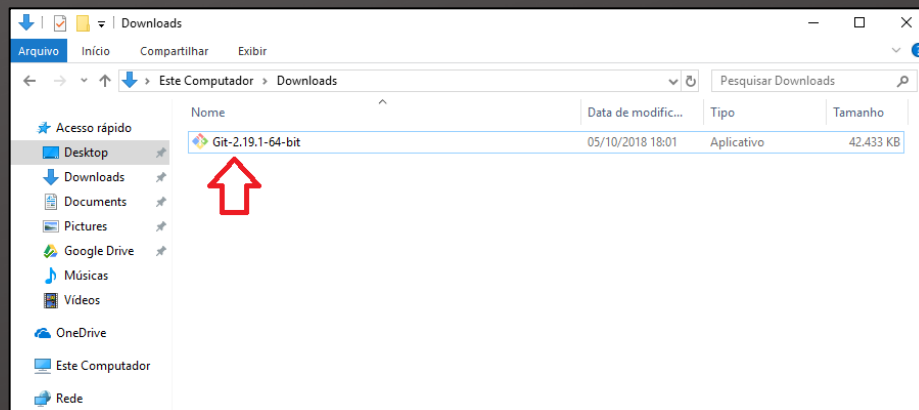 Downloads
Arquivo Início Compartilhar Exibir
Este Computador > Downloads Pesquisar Downloads
Nome Data de modific... Tipo Tamanho
Git-2.19.1-64-bit 05/10/2018 18:01 Aplicativo 42.433 KB
Acesso rápido
Desktop
Downloads
Documents
Pictures
Google Drive
Músicas
Vídeos
OneDrive
Este Computador
Rede